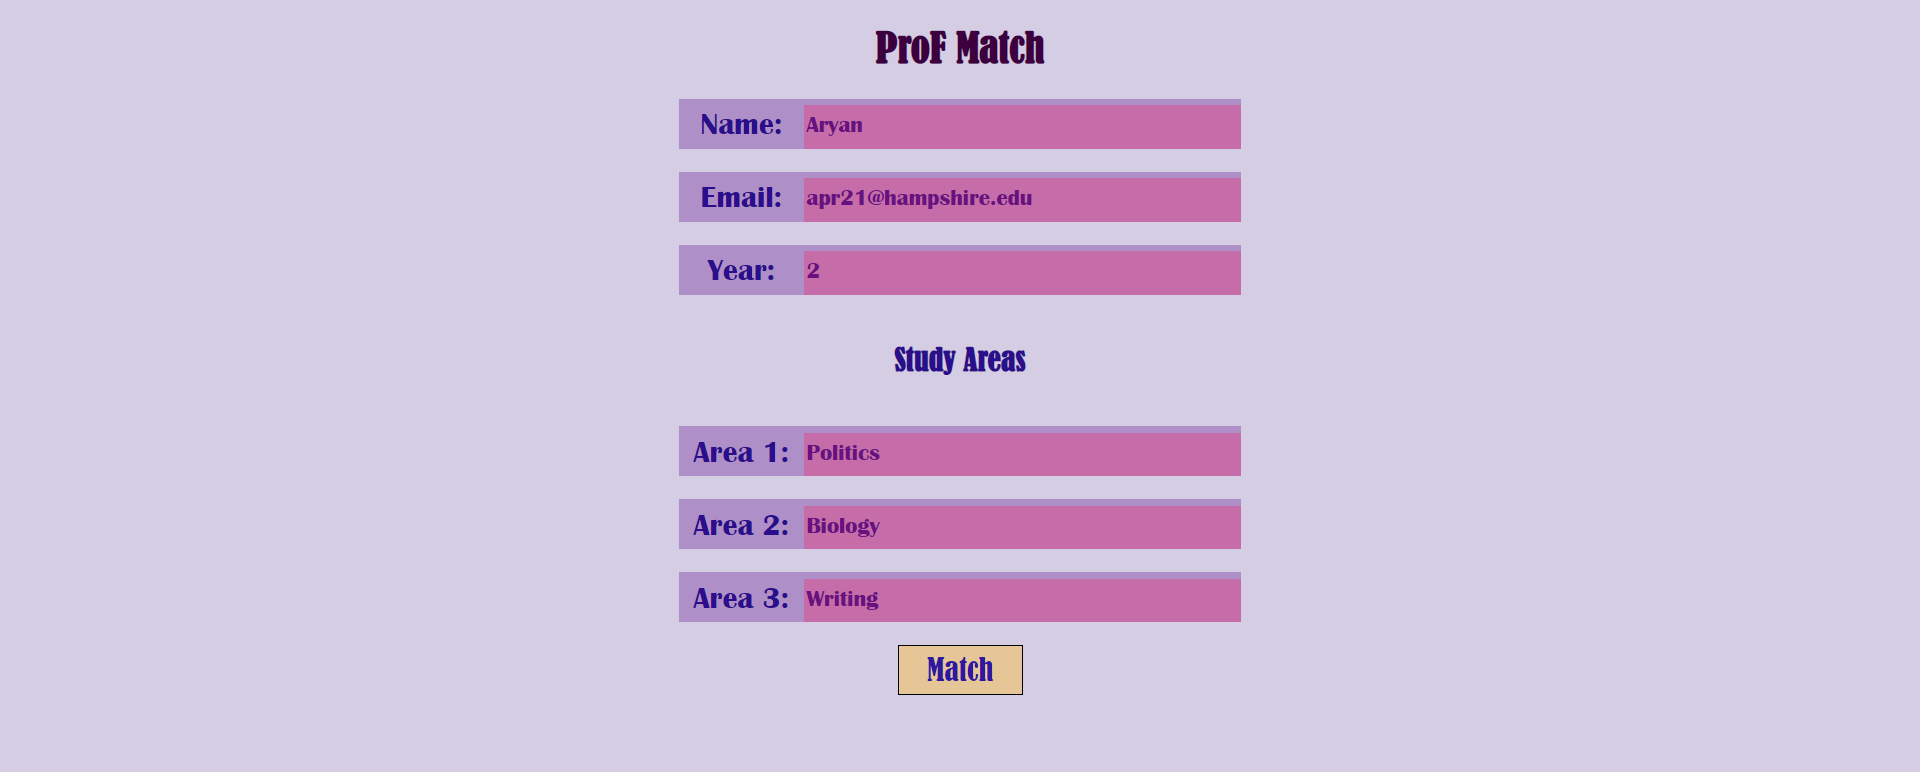 ProF Match
Name: Aryan
Email: apr21@hampshire.edu
Year: 2
Study Areas
Area 1: Politics
Area 2: Biology
Area 3: Writing
Match